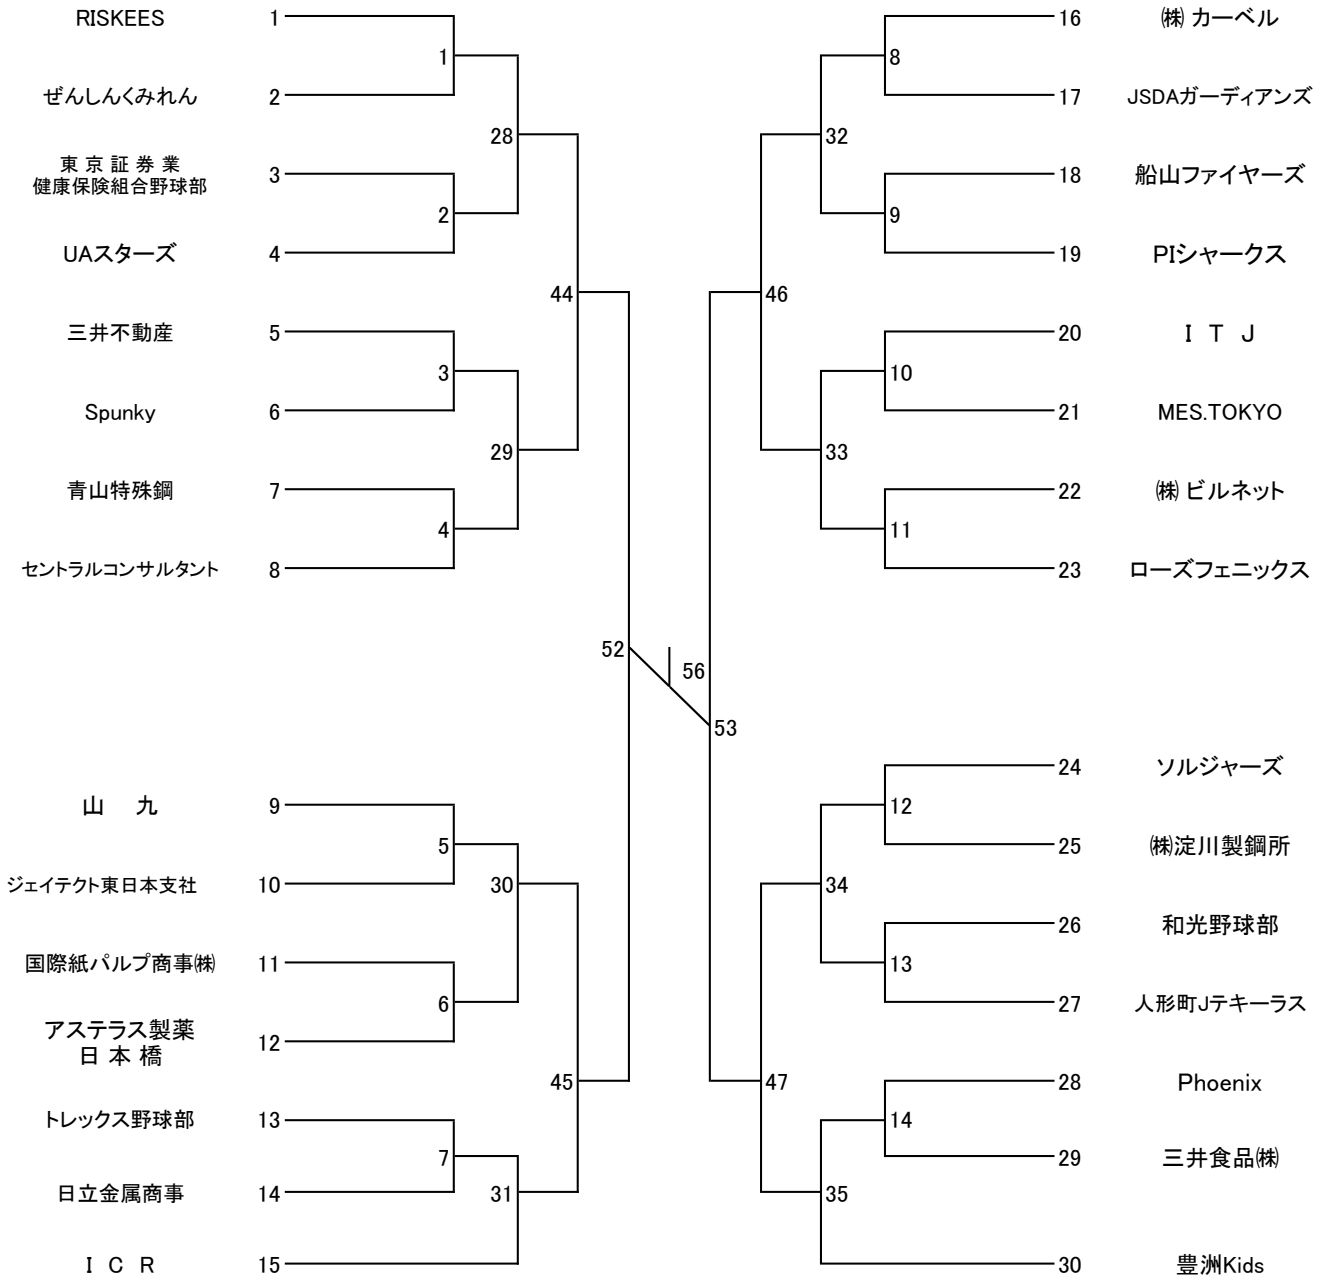 RISKEES 1
ぜんしんくみれん 2
1
東 京 証 券 業
健康保険組合野球部 3
UAスターズ 4
2
28
三井不動産 5
Spunky 6
3
青山特殊鋼 7
セントラルコンサルタント 8
4
29
44
山 九 9
ジェイテクト東日本支社 10
5
国際紙パルプ商事㈱ 11
アステラス製薬
日 本 橋 12
6
30
トレックス野球部 13
日立金属商事 14
7
I C R 15
31
45
52
56
53
16 ㈱ カーベル
17 JSDAガーディアンズ
8
18 船山ファイヤーズ
19 PIシャークス
9
32
20 I T J
21 MES.TOKYO
10
22 ㈱ ビルネット
23 ローズフェニックス
11
33
46
24 ソルジャーズ
25 ㈱淀川製鋼所
12
26 和光野球部
27 人形町Jテキーラス
13
34
28 Phoenix
29 三井食品㈱
14
30 豊洲Kids
35
47